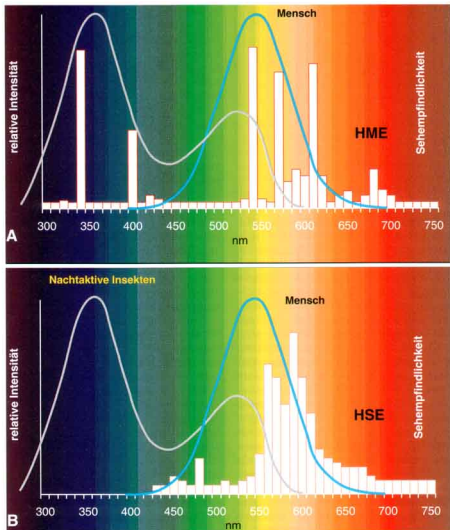 relative Intensität
Mensch
HME
Sehempfindlichkeit
A
300 350 400 450 500 550 600 650 700 750
nm
Nachtaktive Insekten
relative Intensität
Mensch
HSE
Sehempfindlichkeit
B
300 350 400 450 500 550 600 650 700 750
nm